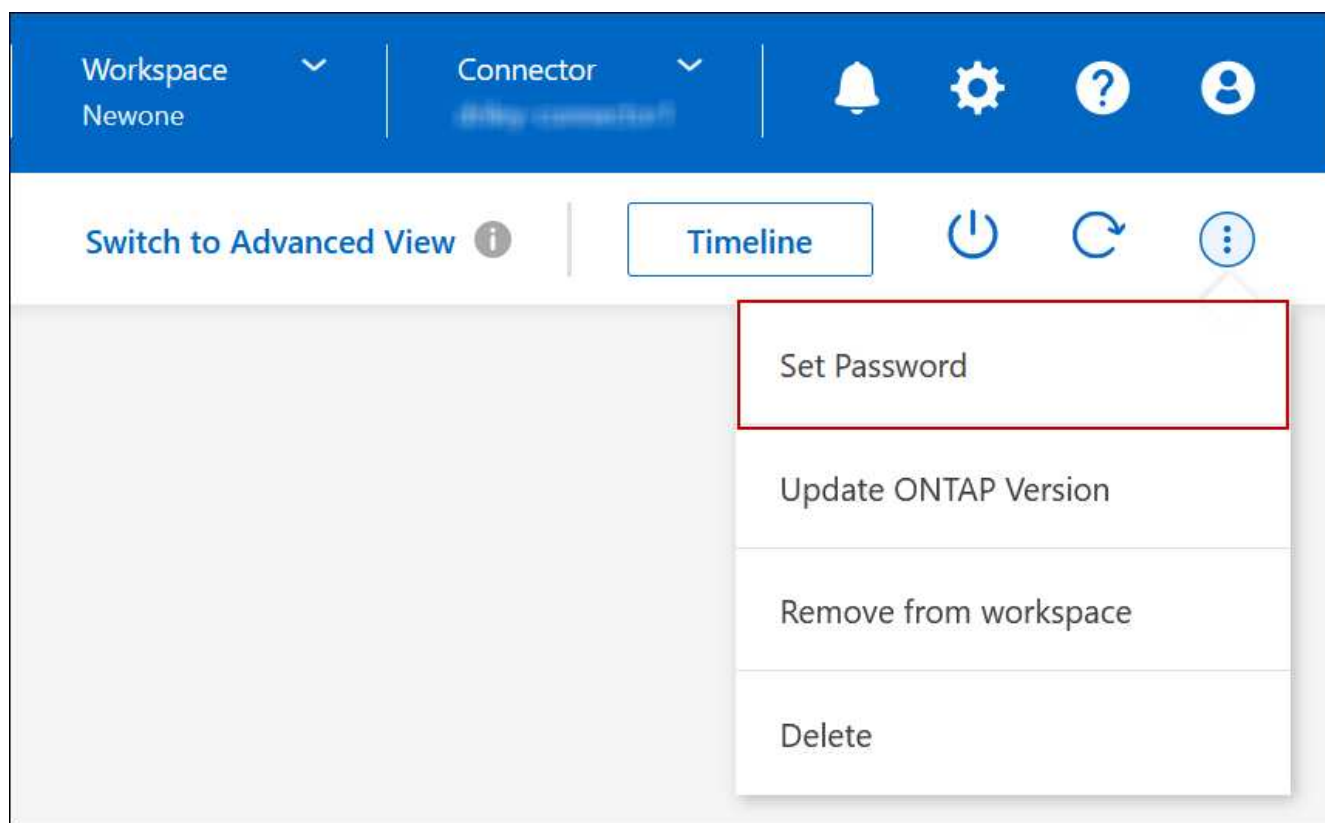 Workspace
Connector
Newone
Switch to Advanced View
Timeline
Set Password
Update ONTAP Version
Remove from workspace
Delete